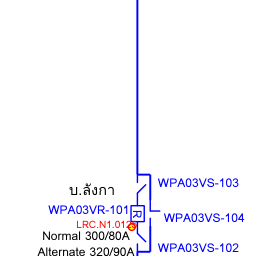 WPA03VS-103
บ.ลังกา
WPA03VR-101
R
WPA03VS-104
LRC.N1.012
Normal 300/80A
WPA03VS-102
Alternate 320/90A